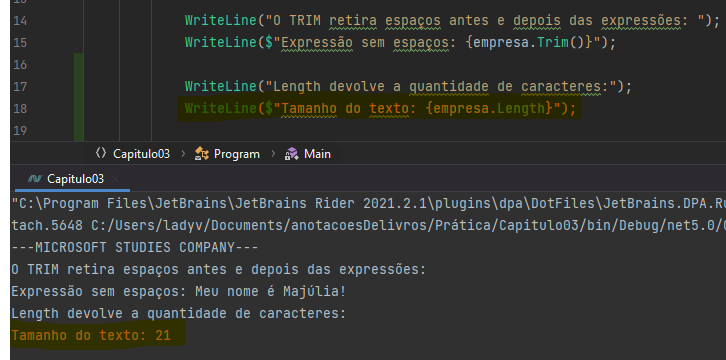 13
14 WriteLine("O TRIM retira espaços antes e depois das expressões: ");
15 WriteLine($"Expressão sem espaços: {empresa.Trim()}");
16
17 WriteLine("Length devolve a quantidade de caracteres:");
18 WriteLine($"Tamanho do texto: {empresa.Length}");
19
Capitulo03 > Program > Main
Capitulo03 ×
"C:\Program Files\JetBrains\JetBrains Rider 2021.2.1\plugins\dpa\DotFiles\JetBrains.DPA.Ru
tach.5648 C:/Users/ladyv/Documents/anotacoesDelivros/Prática/Capitulo03/bin/Debug/net5.0/
---MICROSOFT STUDIES COMPANY---
O TRIM retira espaços antes e depois das expressões:
Expressão sem espaços: Meu nome é Majúlia!
Length devolve a quantidade de caracteres:
Tamanho do texto: 21